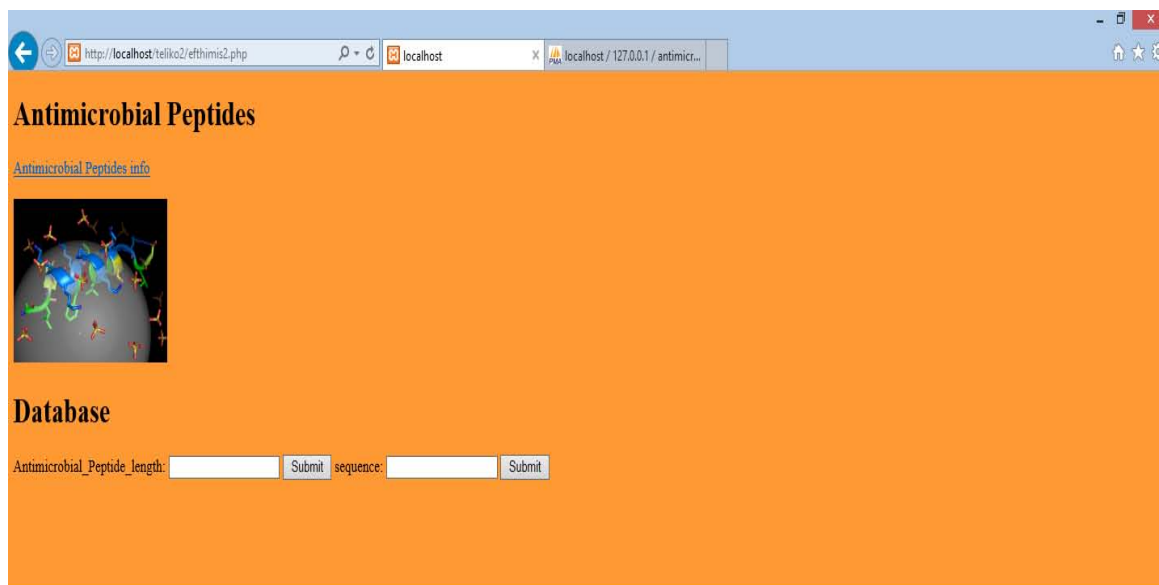 http://localhost/teliko2/efthimis2.php
localhost
localhost / 127.0.0.1 / antimicr...
Antimicrobial Peptides
Antimicrobial Peptides info
Database
Antimicrobial_Peptide_length: Submit sequence: Submit